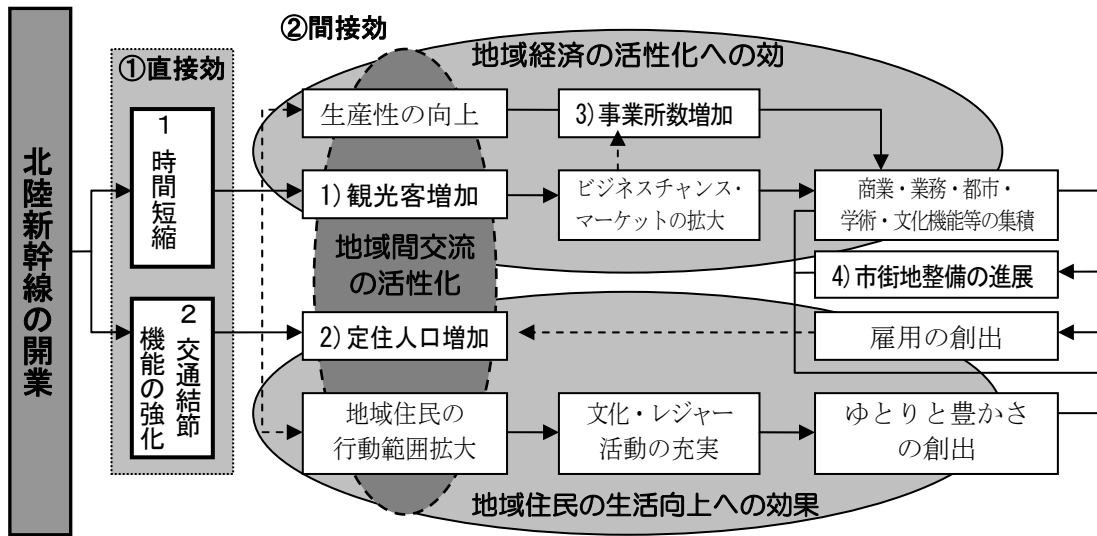 北陸新幹線の開業
①直接効
1
時間短縮
2 交通結節
機能の強化
②間接効
地域経済の活性化への効
生産性の向上
3) 事業所数増加
1) 観光客増加
ビジネスチャンス・
マーケットの拡大
商業・業務・都市・
学術・文化機能等の集積
地域間交流
の活性化
4) 市街地整備の進展
2) 定住人口増加
雇用の創出
地域住民の
行動範囲拡大
文化・レジャー
活動の充実
ゆとりと豊かさ
の創出
地域住民の生活向上への効果